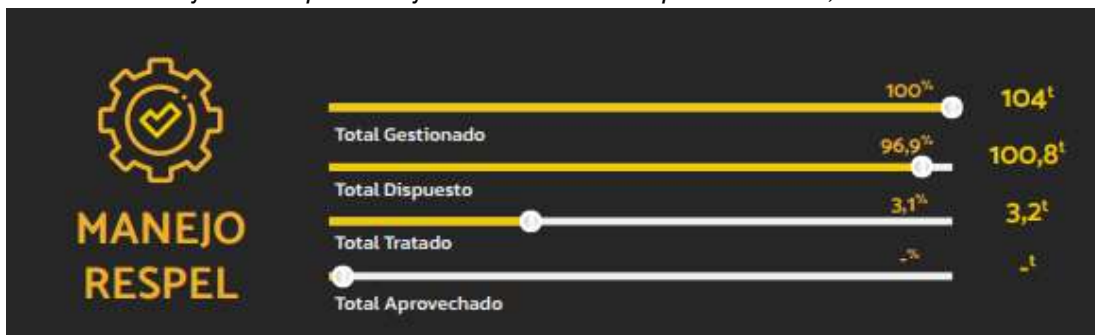 MANEJO
RESPEL
100% 104t
Total Gestionado
96,9% 100,8t
Total Dispuesto
3,1% 3,2t
Total Tratado
-% -t
Total Aprovechado